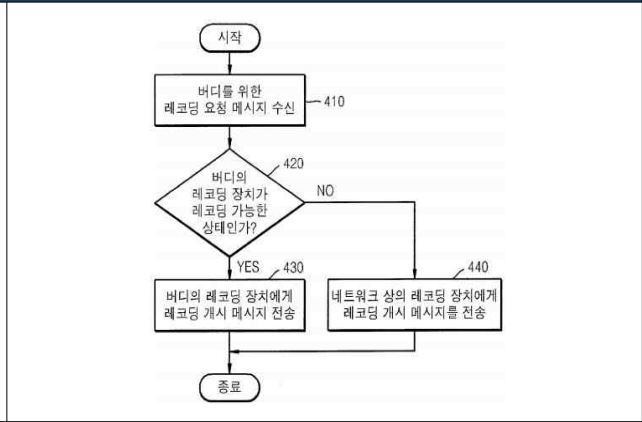 시작
버디를 위한
레코딩 요청 메시지 수신
410
420
버디의
레코딩 장치가
레코딩 가능한
상태인가?
NO
YES
430
버디의 레코딩 장치에게
레코딩 개시 메시지 전송
440
네트워크 상의 레코딩 장치에게
레코딩 개시 메시지를 전송
종료